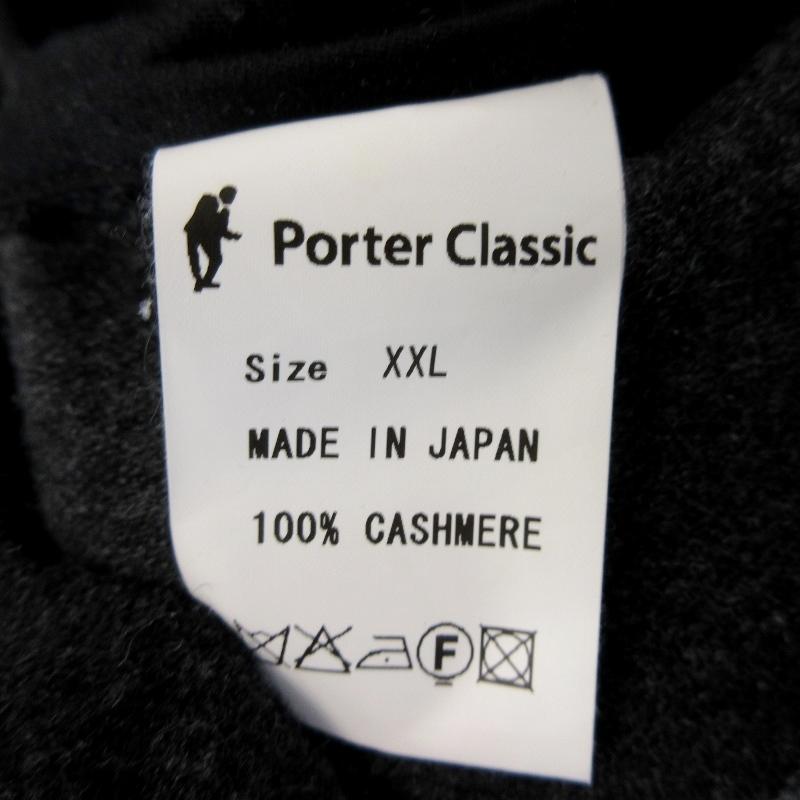 Porter Classic
Size XXL
MADE IN JAPAN
100% CASHMERE
F